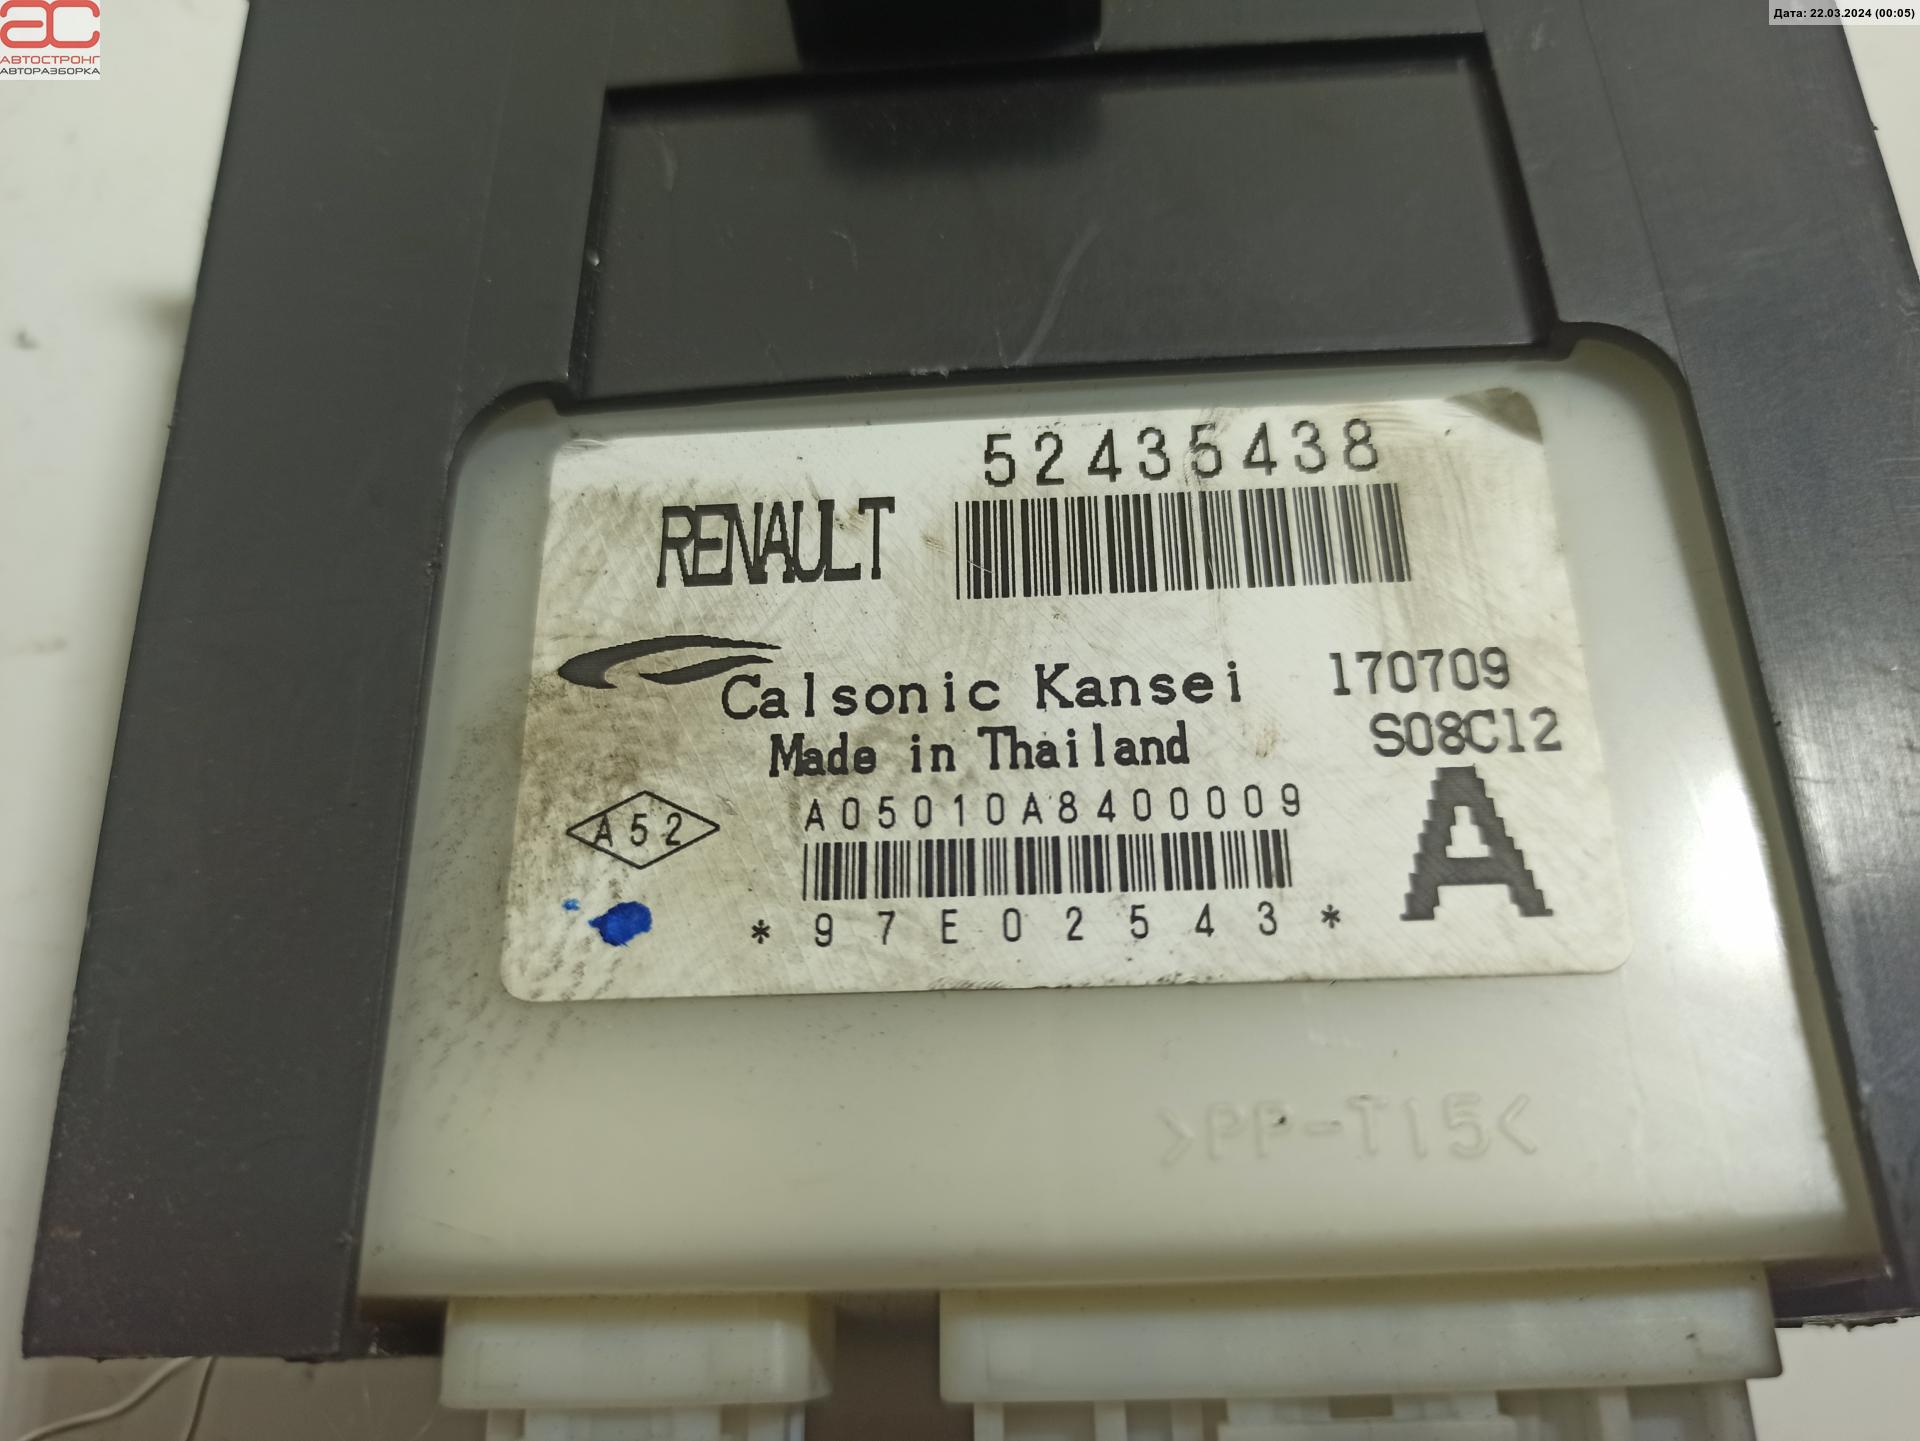 АВТОСТРОНГ
АВТОРАЗБОРКА
Дата: 22.03.2024 (00:05)
52435438
RENAULT
Calsonic Kansei
170709
Made in Thailand
S08C12
A05010A8400009
A52
A
*97E02543*
>PP-T15<